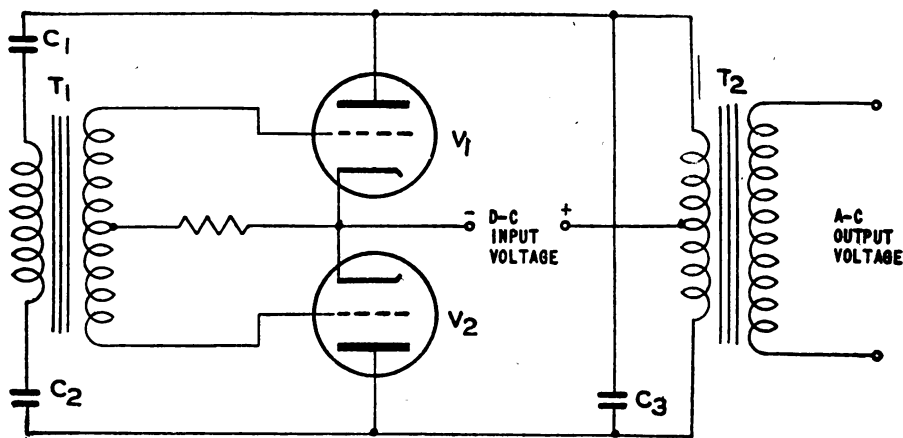 C1
T1
V1
T2
- D-C +
INPUT
VOLTAGE
A-C
OUTPUT
VOLTAGE
V2
C2
C3